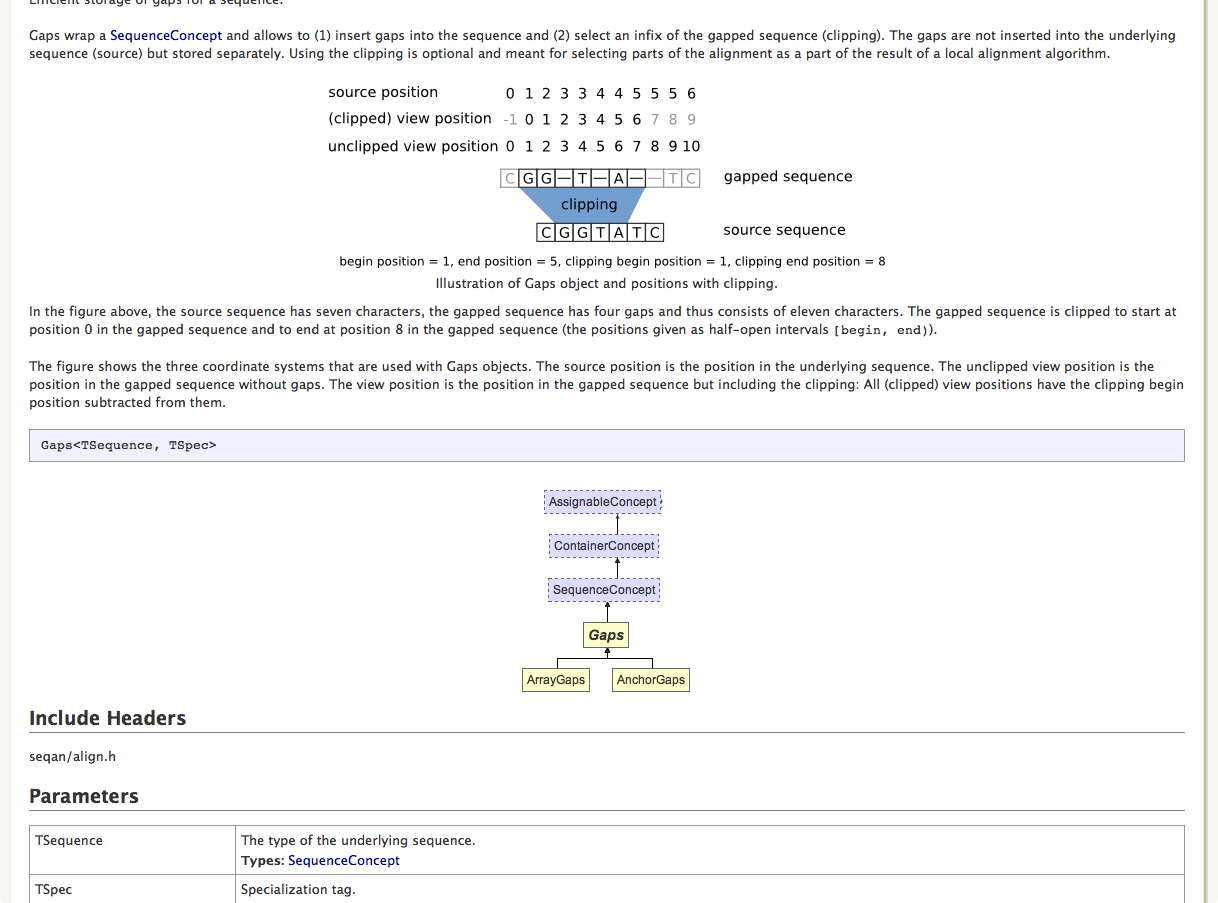 Efficient storage of gaps for a sequence.
Gaps wrap a SequenceConcept and allows to (1) insert gaps into the sequence and (2) select an infix of the gapped sequence (clipping). The gaps are not inserted into the underlying
sequence (source) but stored separately. Using the clipping is optional and meant for selecting parts of the alignment as a part of the result of a local alignment algorithm.
source position 0 1 2 3 3 4 4 5 5 5 6
(clipped) view position -1 0 1 2 3 4 5 6 7 8 9
unclipped view position 0 1 2 3 4 5 6 7 8 9 10
C G G — T — A — — T C gapped sequence
clipping
C G G T A T C source sequence
begin position = 1, end position = 5, clipping begin position = 1, clipping end position = 8
Illustration of Gaps object and positions with clipping.
In the figure above, the source sequence has seven characters, the gapped sequence has four gaps and thus consists of eleven characters. The gapped sequence is clipped to start at
position 0 in the gapped sequence and to end at position 8 in the gapped sequence (the positions given as half-open intervals [begin, end)).
The figure shows the three coordinate systems that are used with Gaps objects. The source position is the position in the underlying sequence. The unclipped view position is the
position in the gapped sequence without gaps. The view position is the position in the gapped sequence but including the clipping: All (clipped) view positions have the clipping begin
position subtracted from them.
Gaps<TSequence, TSpec>
AssignableConcept
ContainerConcept
SequenceConcept
Gaps
ArrayGaps AnchorGaps
Include Headers
seqan/align.h
Parameters
TSequence The type of the underlying sequence.
Types: SequenceConcept
TSpec Specialization tag.